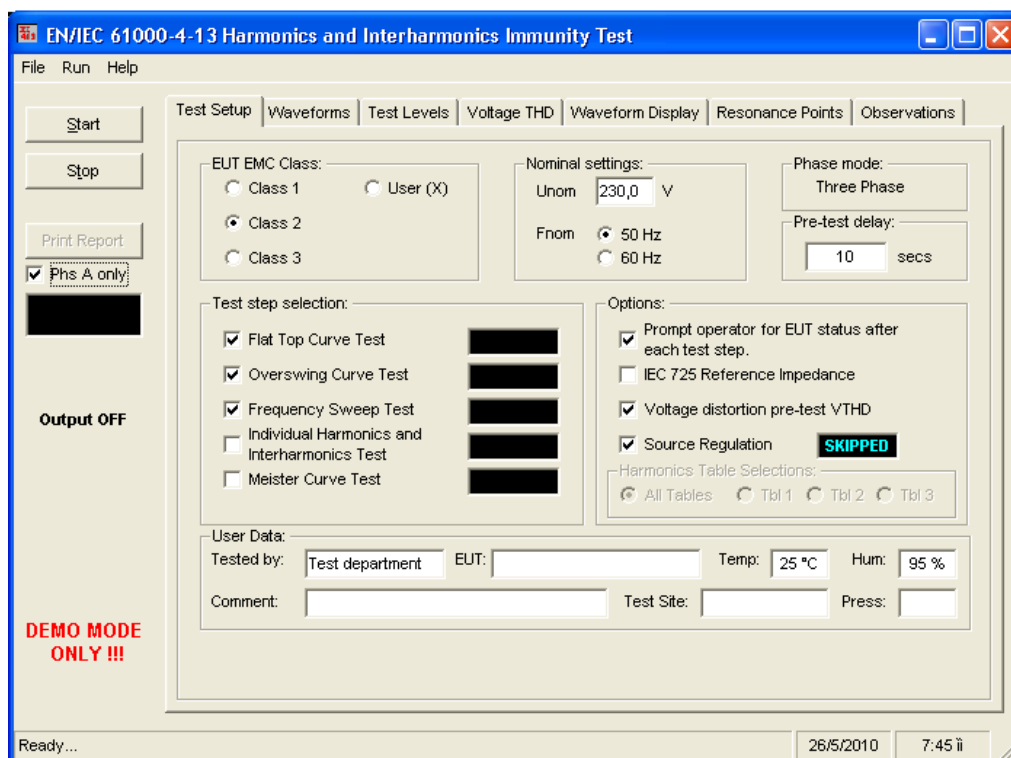 EN/IEC 61000-4-13 Harmonics and Interharmonics Immunity Test
File Run Help
Start
Stop
Print Report
Phs A only
Output OFF
DEMO MODE
ONLY !!!
Test Setup Waveforms Test Levels Voltage THD Waveform Display Resonance Points Observations
EUT EMC Class:
Class 1 User (X)
Class 2
Class 3
Nominal settings:
Unom 230,0 V
Fnom 50 Hz
60 Hz
Phase mode:
Three Phase
Pre-test delay:
10 secs
Test step selection:
Flat Top Curve Test
Overswing Curve Test
Frequency Sweep Test
Individual Harmonics and
Interharmonics Test
Meister Curve Test
Options:
Prompt operator for EUT status after
each test step.
IEC 725 Reference Impedance
Voltage distortion pre-test VTHD
Source Regulation SKIPPED
Harmonics Table Selections:
All Tables Tbl 1 Tbl 2 Tbl 3
User Data:
Tested by: Test department EUT: Temp: 25 °C Hum: 95 %
Comment: Test Site: Press:
Ready... 26/5/2010 7:45